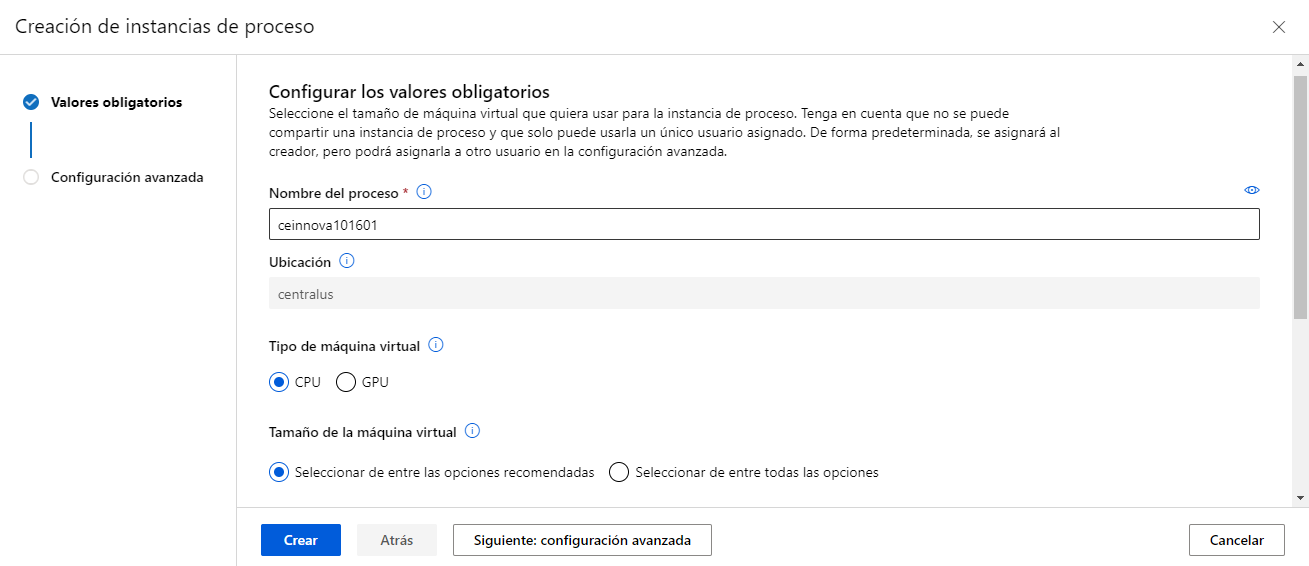 Creación de instancias de proceso
Valores obligatorios
Configuración avanzada
Configurar los valores obligatorios
Seleccione el tamaño de máquina virtual que quiera usar para la instancia de proceso. Tenga en cuenta que no se puede
compartir una instancia de proceso y que solo puede usarla un único usuario asignado. De forma predeterminada, se asignará al
creador, pero podrá asignarla a otro usuario en la configuración avanzada.
Nombre del proceso *
ceinnova101601
Ubicación
centralus
Tipo de máquina virtual
CPU GPU
Tamaño de la máquina virtual
Seleccionar de entre las opciones recomendadas Seleccionar de entre todas las opciones
Crear Atrás Siguiente: configuración avanzada Cancelar